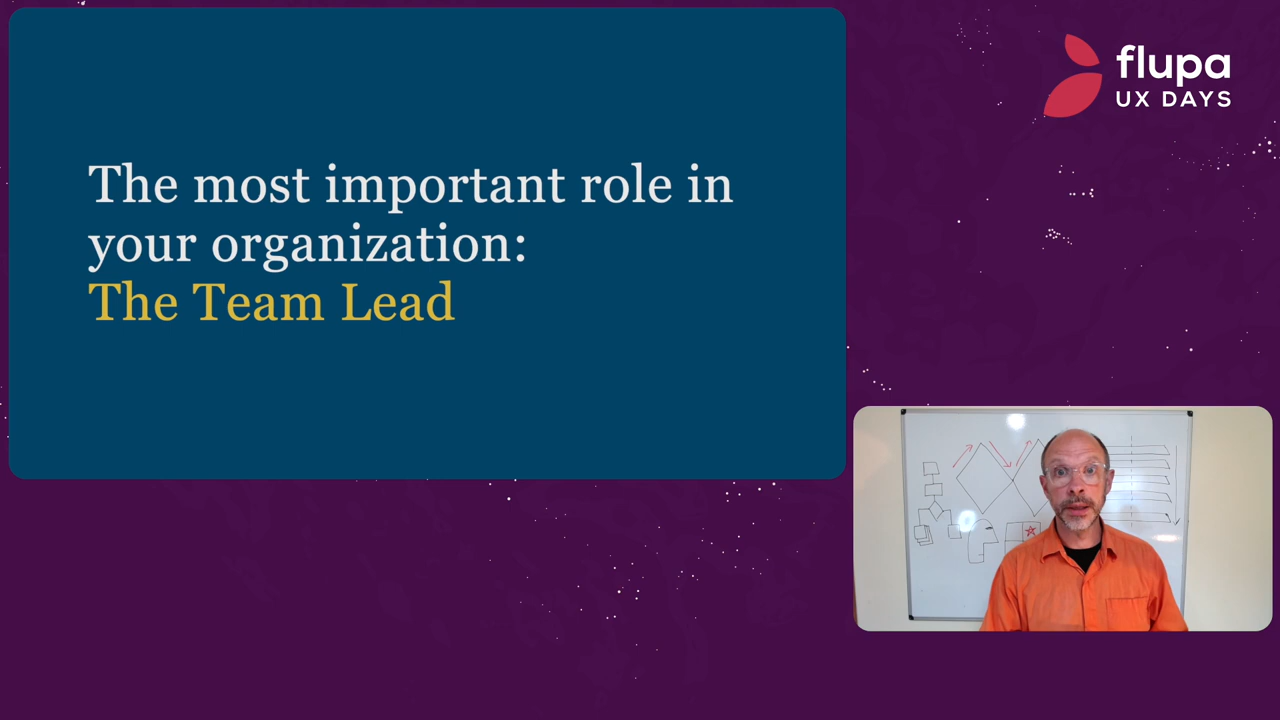 The most important role in
your organization:
The Team Lead
flupa
UX DAYS